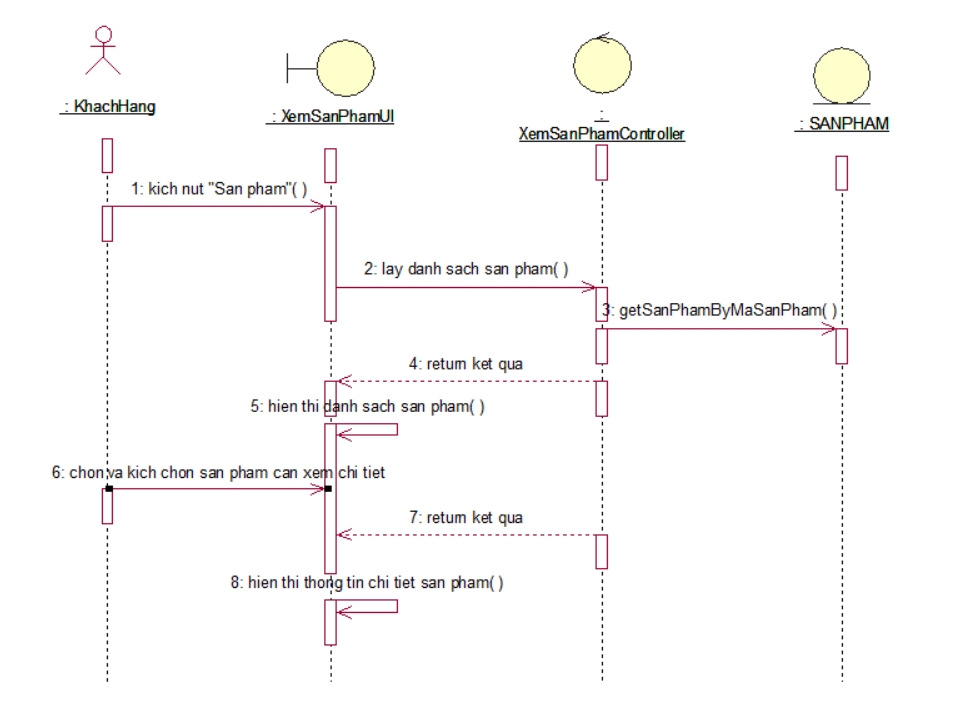 : KhachHang
: XemSanPhamUI
:
XemSanPhamController
: SANPHAM
1: kich nut "San pham"( )
2: lay danh sach san pham( )
3: getSanPhamByMaSanPham( )
4: return ket qua
5: hien thi danh sach san pham( )
6: chon va kich chon san pham can xem chi tiet
7: return ket qua
8: hien thi thong tin chi tiet san pham( )